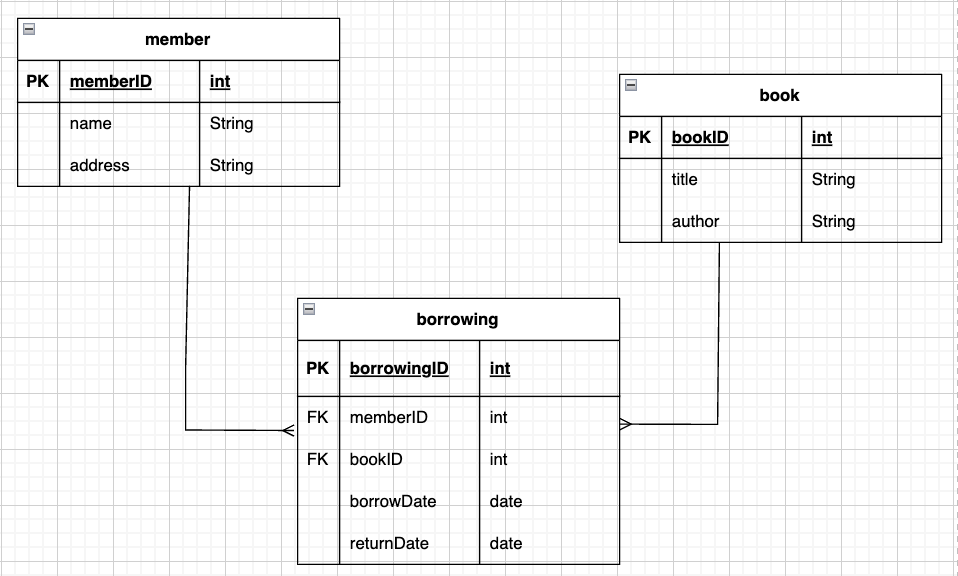 member
PK memberID int
name String
address String
book
PK bookID int
title String
author String
borrowing
PK borrowingID int
FK memberID int
FK bookID int
borrowDate date
returnDate date